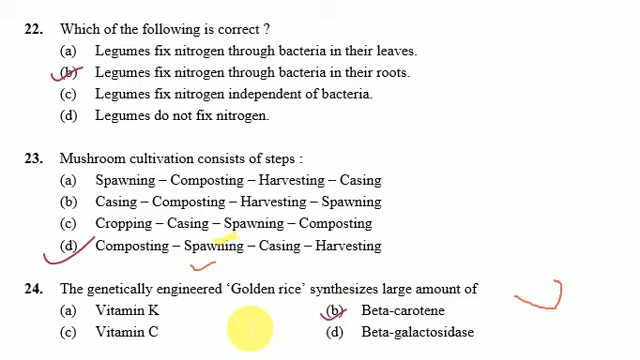 22. Which of the following is correct ?
(a) Legumes fix nitrogen through bacteria in their leaves.
(b) Legumes fix nitrogen through bacteria in their roots.
(c) Legumes fix nitrogen independent of bacteria.
(d) Legumes do not fix nitrogen.
23. Mushroom cultivation consists of steps :
(a) Spawning – Composting – Harvesting – Casing
(b) Casing – Composting – Harvesting – Spawning
(c) Cropping – Casing – Spawning – Composting
(d) Composting – Spawning – Casing – Harvesting
24. The genetically engineered ‘Golden rice’ synthesizes large amount of
(a) Vitamin K (b) Beta-carotene
(c) Vitamin C (d) Beta-galactosidase